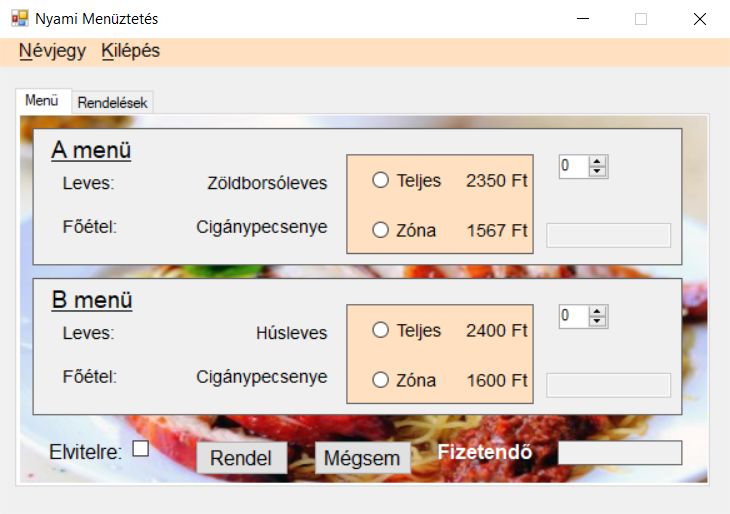 Nyami Menüztetés
Névjegy Kilépés
Menü Rendelések
A menü
Leves: Zöldborsóleves Teljes 2350 Ft 0
Főétel: Cigánypecsenye Zóna 1567 Ft
B menü
Leves: Húsleves Teljes 2400 Ft 0
Főétel: Cigánypecsenye Zóna 1600 Ft
Elvitelre: Rendel Mégsem Fizetendő